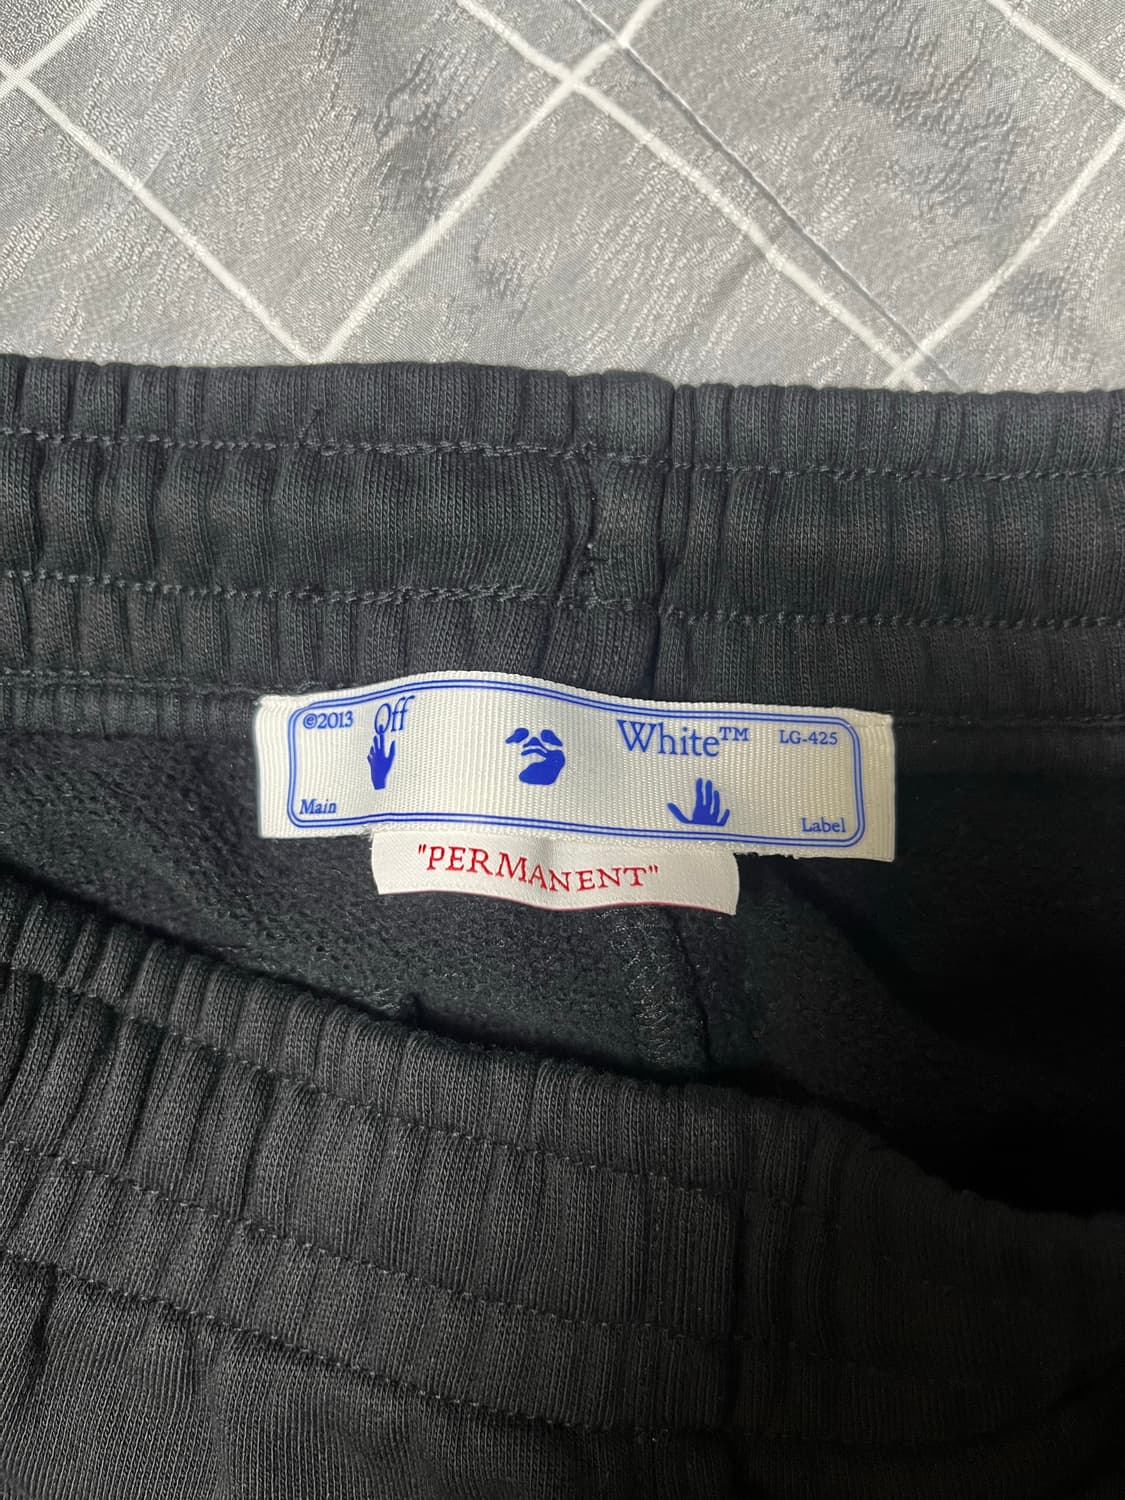 ©2013 Off White™ LG-425
Main Label
"PERMANENT"